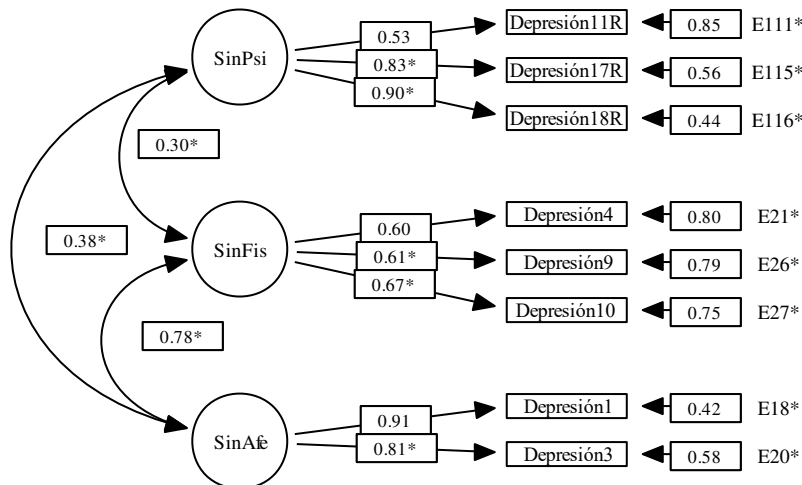 SinPsi 0.53 Depresión11R 0.85 E111*
0.83* Depresión17R 0.56 E115*
0.90* Depresión18R 0.44 E116*
0.30*
0.38*
SinFis 0.60 Depresión4 0.80 E21*
0.61* Depresión9 0.79 E26*
0.67* Depresión10 0.75 E27*
0.78*
SinAfe 0.91 Depresión1 0.42 E18*
0.81* Depresión3 0.58 E20*